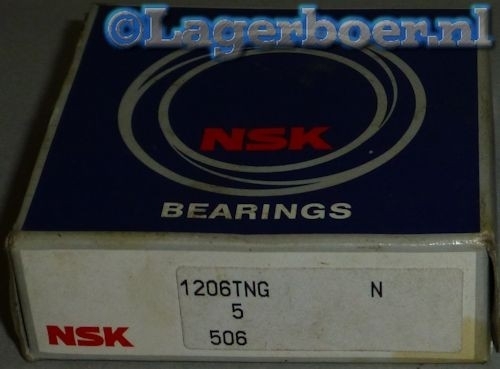 ©Lagerboer.nl
NSK
BEARINGS
1206TNG N
5
506
NSK